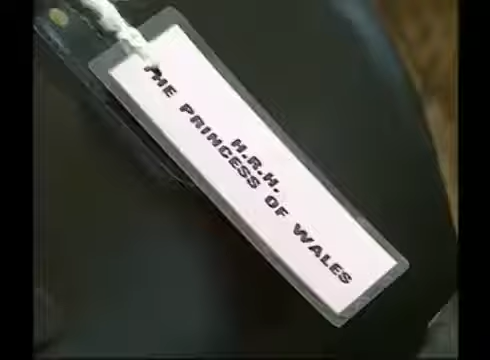 H.R.H.
THE PRINCESS OF WALES